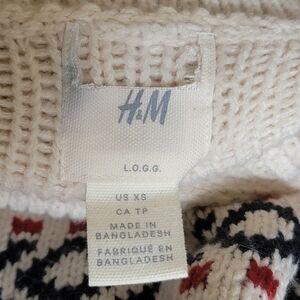 H&M
L.O.G.G.
US XS
CA TP
MADE IN
BANGLADESH
FABRIQUÉ EN
BANGLADESH